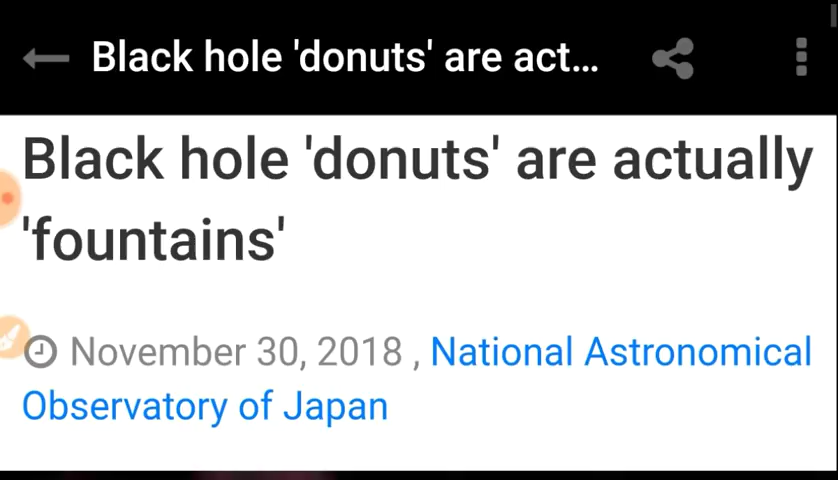 Black hole 'donuts' are act...
Black hole 'donuts' are actually
'fountains'
November 30, 2018 , National Astronomical
Observatory of Japan